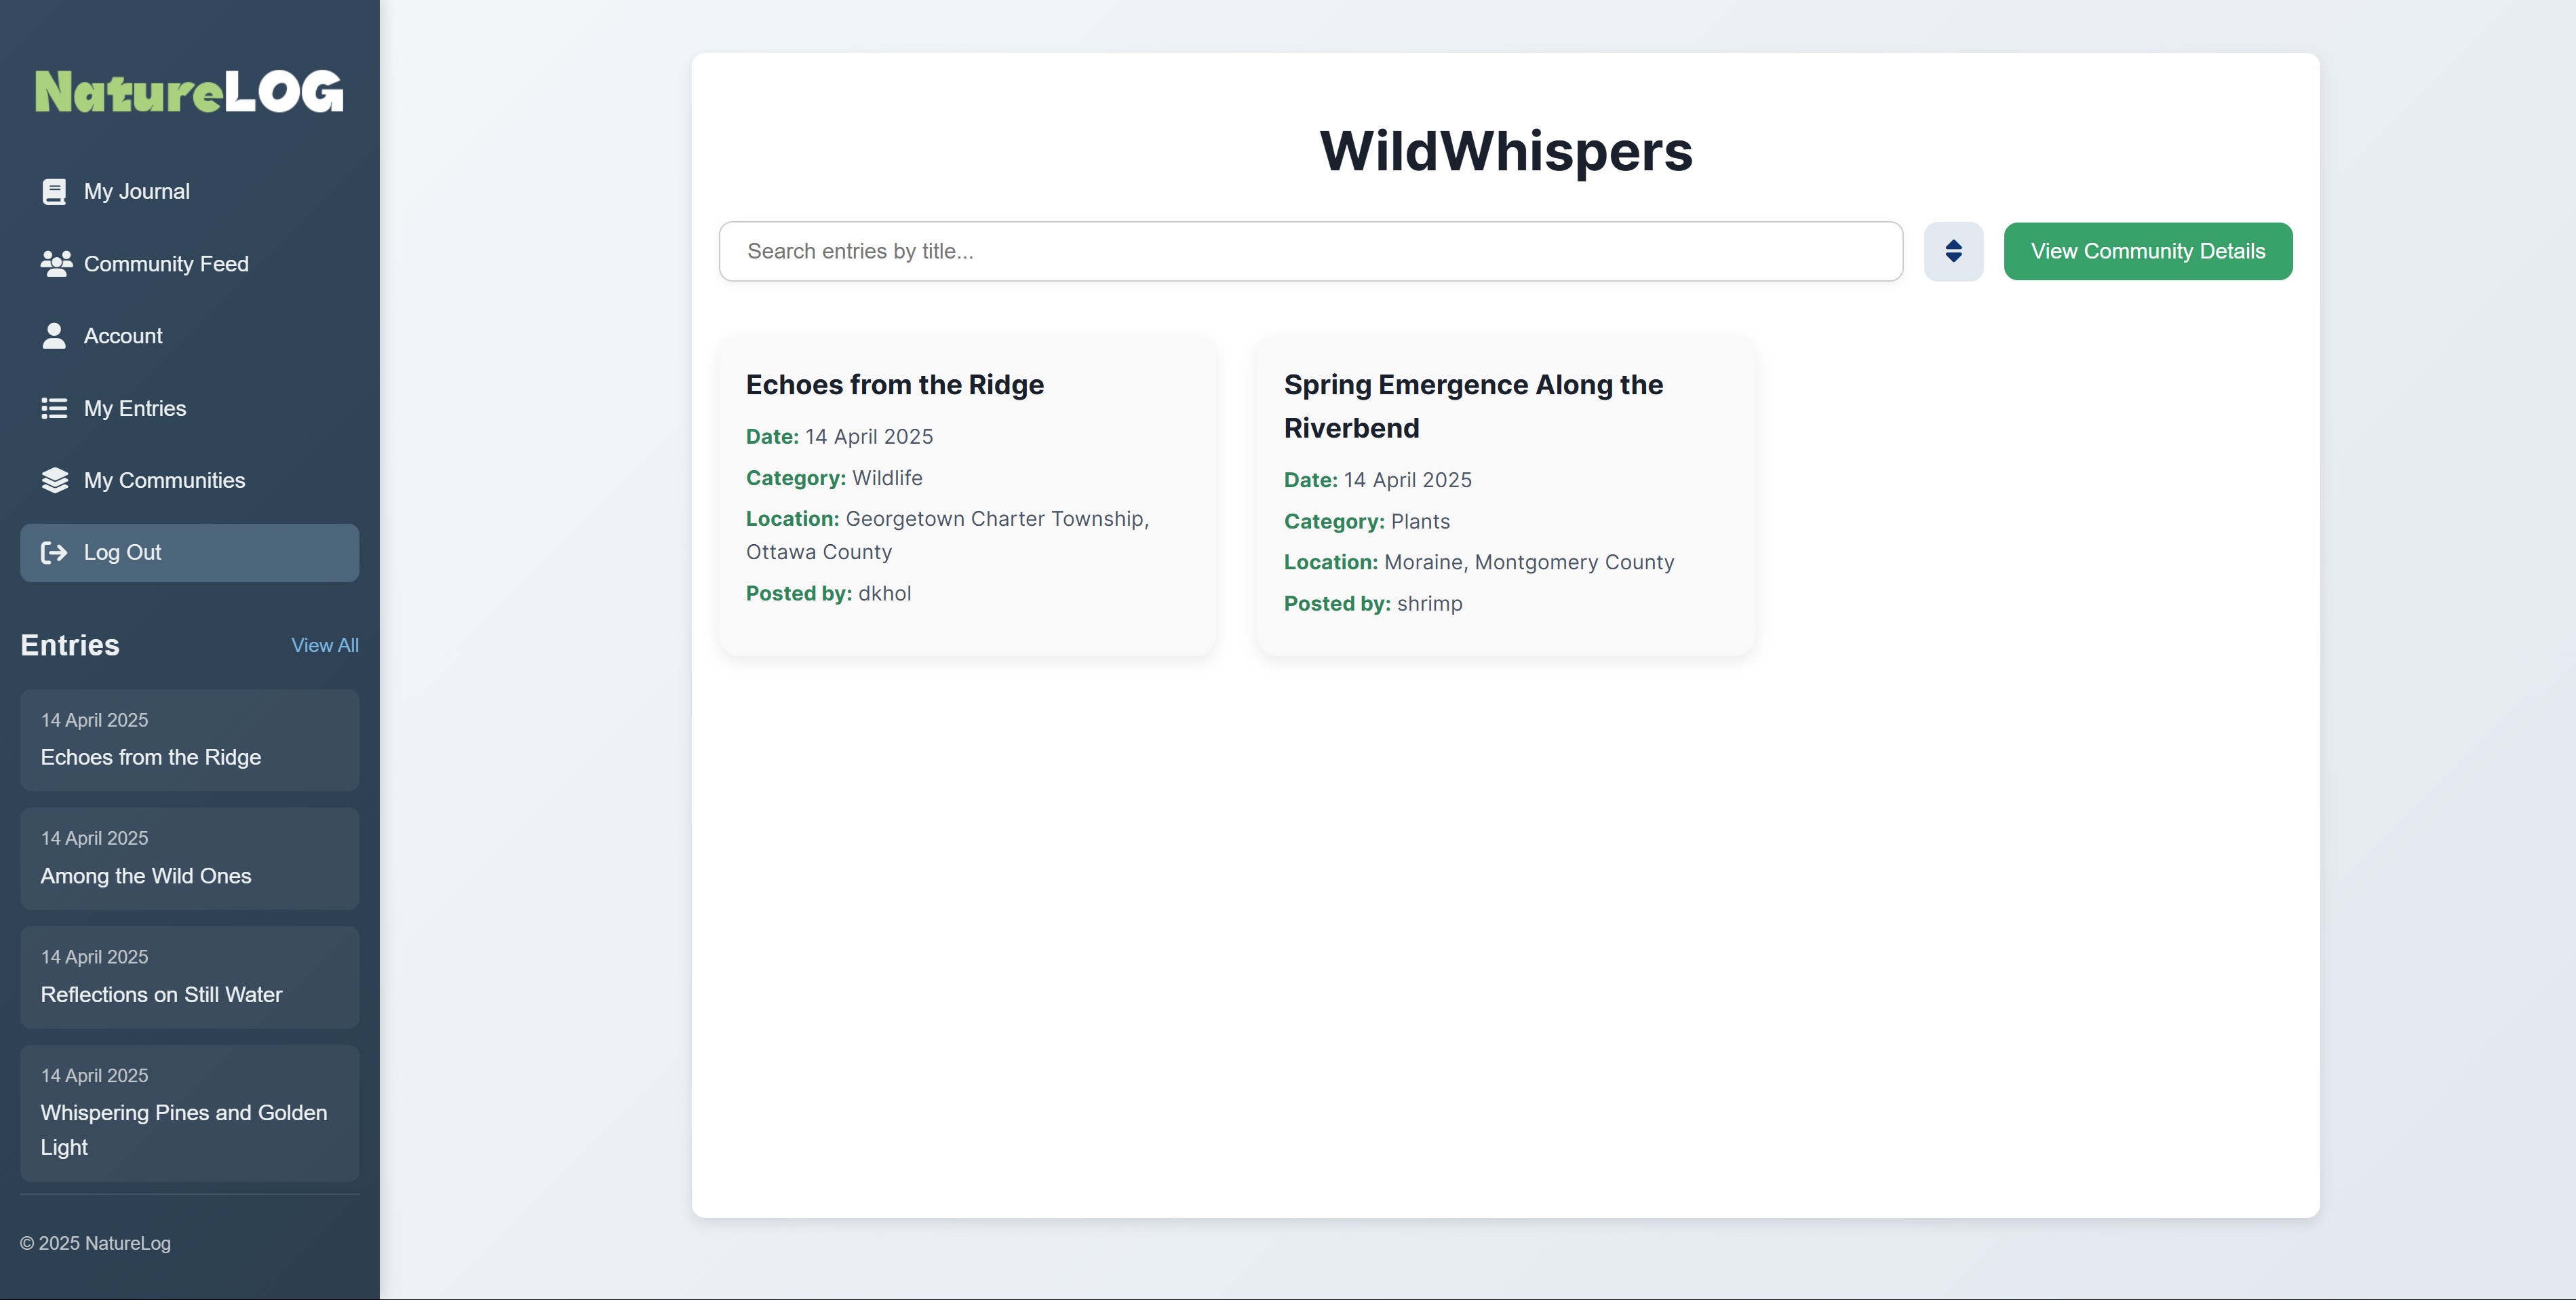 NatureLOG
My Journal
Community Feed
Account
My Entries
My Communities
Log Out
Entries
View All
14 April 2025
Echoes from the Ridge
14 April 2025
Among the Wild Ones
14 April 2025
Reflections on Still Water
14 April 2025
Whispering Pines and Golden
Light
© 2025 NatureLog
WildWhispers
Search entries by title...
View Community Details
Echoes from the Ridge
Date: 14 April 2025
Category: Wildlife
Location: Georgetown Charter Township,
Ottawa County
Posted by: dkhol
Spring Emergence Along the
Riverbend
Date: 14 April 2025
Category: Plants
Location: Moraine, Montgomery County
Posted by: shrimp